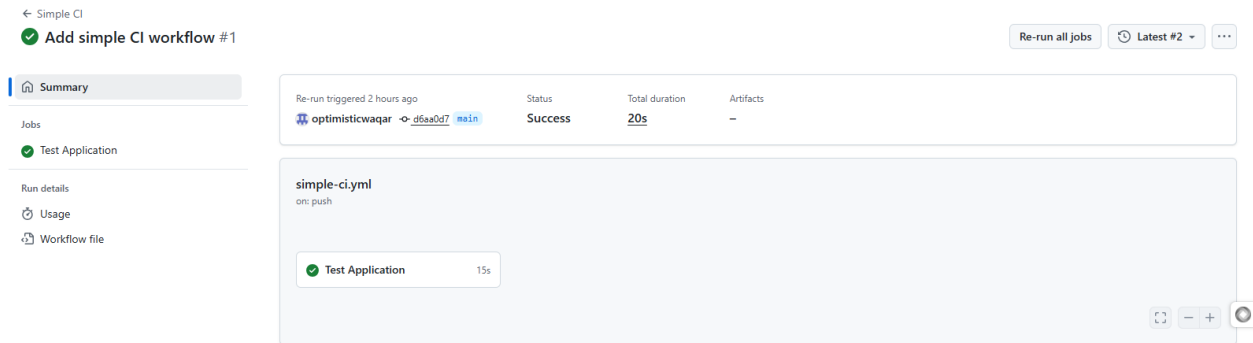 ← Simple CI
Add simple CI workflow #1
Re-run all jobs
Latest #2
Summary
Jobs
Test Application
Run details
Usage
Workflow file
Re-run triggered 2 hours ago
optimisticwaqar d6aa0d7 main
Status
Success
Total duration
20s
Artifacts
–
simple-ci.yml
on: push
Test Application 15s